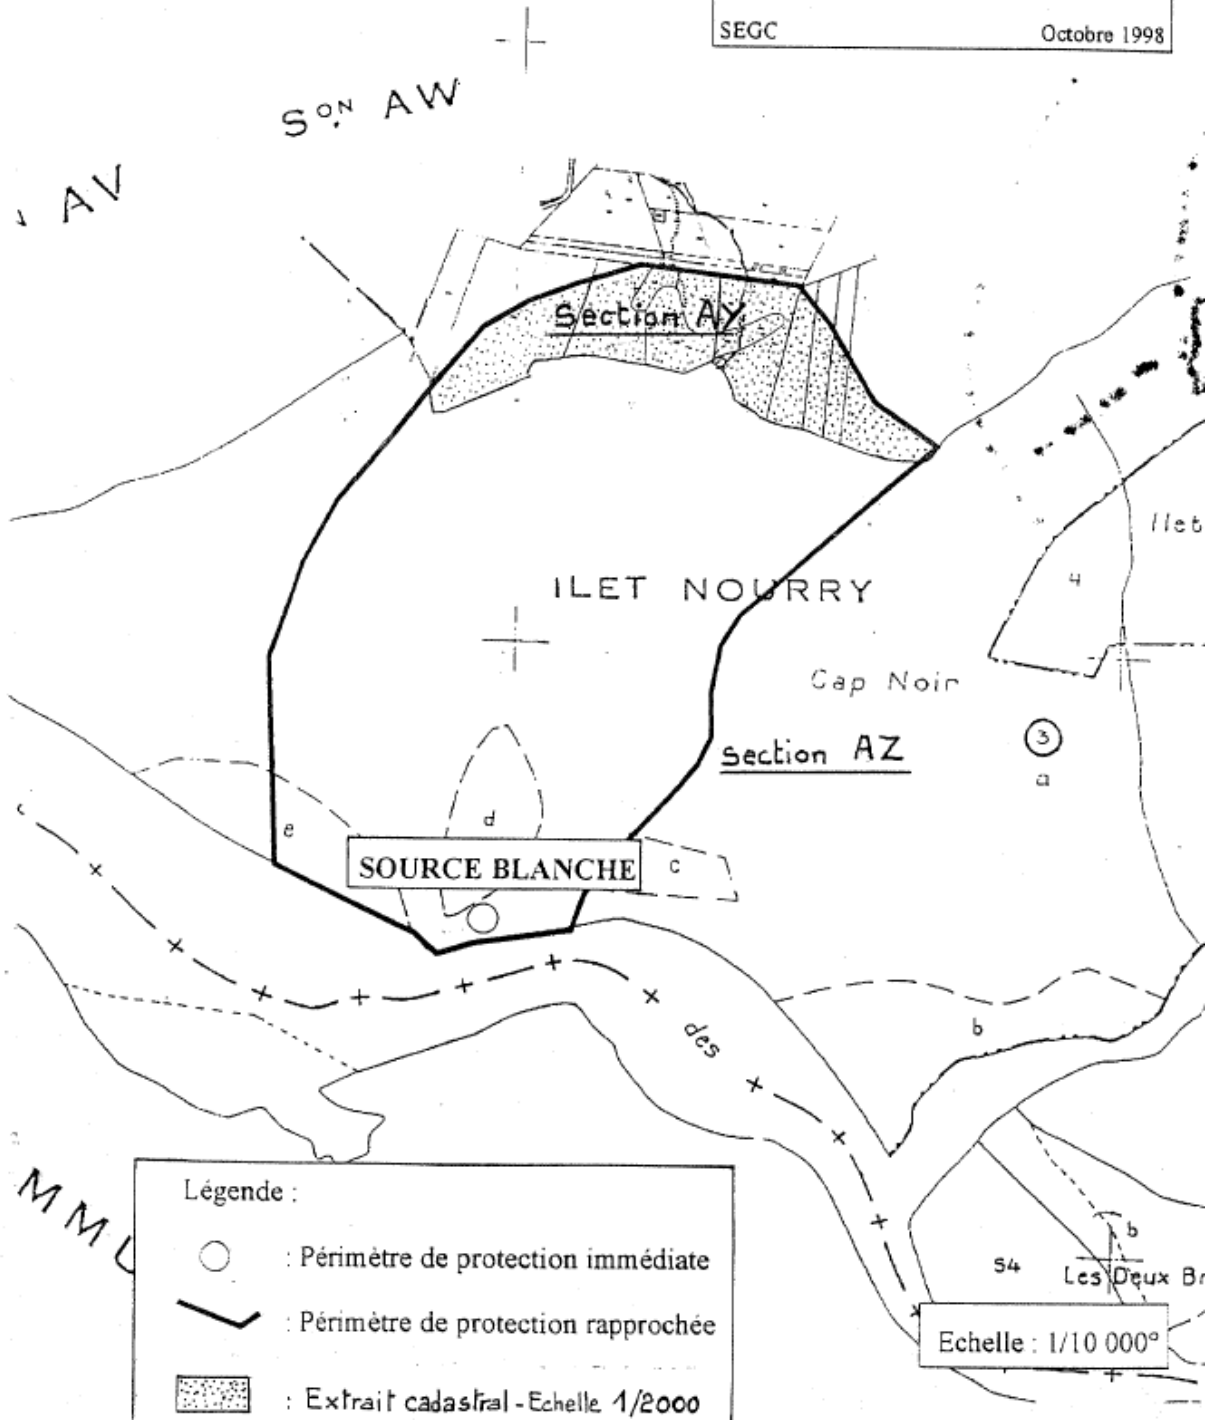 SEGC Octobre 1998
Sᴼᴺ AW
AV
Section AY
Ilet
4
ILET NOURRY
Cap Noir
3
Section AZ
a
d
e
SOURCE BLANCHE
c
des
b
MMU
Légende :
: Périmètre de protection immédiate
b
54
Les Deux Br
: Périmètre de protection rapprochée
Echelle : 1/10 000°
: Extrait cadastral - Echelle 1/2000